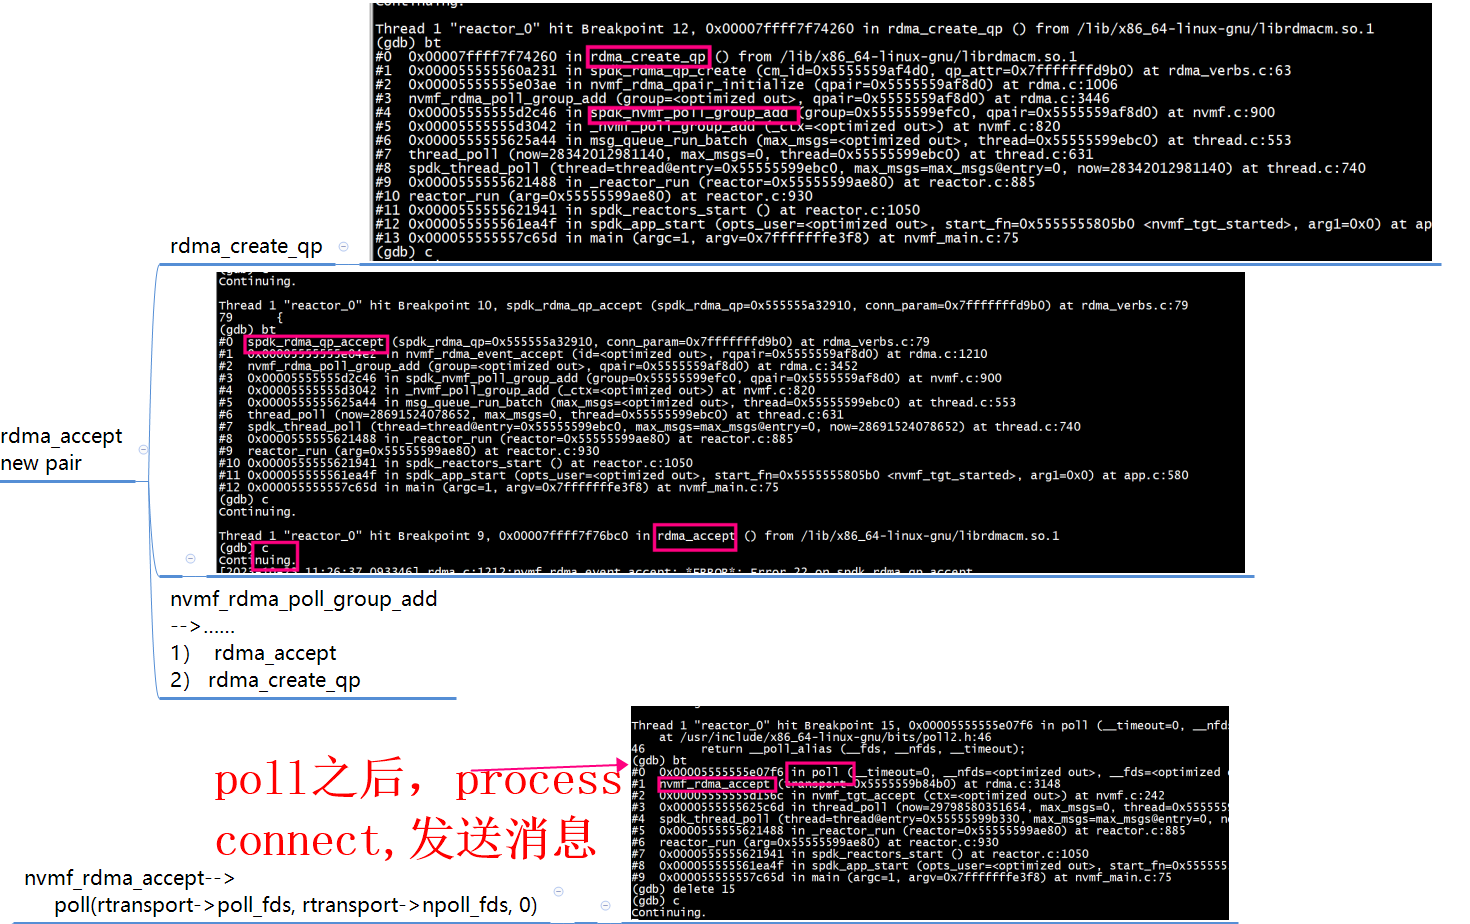 Continuing.
Thread 1 "reactor_0" hit Breakpoint 12, 0x00007ffff7f74260 in rdma_create_qp () from /lib/x86_64-linux-gnu/librdmacm.so.1
(gdb) bt
#0  0x00007ffff7f74260 in rdma_create_qp () from /lib/x86_64-linux-gnu/librdmacm.so.1
#1  0x000055555560a231 in spdk_rdma_qp_create (cm_id=0x5555559af4d0, qp_attr=0x7fffffffd9b0) at rdma_verbs.c:63
#2  0x00005555555e03ae in nvmf_rdma_qpair_initialize (qpair=0x5555559af8d0) at rdma.c:1006
#3  nvmf_rdma_poll_group_add (group=<optimized out>, qpair=0x5555559af8d0) at rdma.c:3446
#4  0x00005555555d2c46 in spdk_nvmf_poll_group_add (group=0x55555599efc0, qpair=0x5555559af8d0) at nvmf.c:900
#5  0x00005555555d3042 in _nvmf_poll_group_add (_ctx=<optimized out>) at nvmf.c:820
#6  0x0000555555625a44 in msg_queue_run_batch (max_msgs=<optimized out>, thread=0x55555599ebc0) at thread.c:553
#7  thread_poll (now=28342012981140, max_msgs=0, thread=0x55555599ebc0) at thread.c:631
#8  spdk_thread_poll (thread=thread@entry=0x55555599ebc0, max_msgs=max_msgs@entry=0, now=28342012981140) at thread.c:740
#9  0x0000555555621488 in _reactor_run (reactor=0x55555599ae80) at reactor.c:885
#10 reactor_run (arg=0x55555599ae80) at reactor.c:930
#11 0x0000555555621941 in spdk_reactors_start () at reactor.c:1050
#12 0x000055555561ea4f in spdk_app_start (opts_user=<optimized out>, start_fn=0x5555555805b0 <nvmf_tgt_started>, arg1=0x0) at ap
#13 0x000055555557c65d in main (argc=1, argv=0x7fffffffe3f8) at nvmf_main.c:75
(gdb) c
rdma_create_qp
Continuing.
Thread 1 "reactor_0" hit Breakpoint 10, spdk_rdma_qp_accept (spdk_rdma_qp=0x555555a32910, conn_param=0x7fffffffd9b0) at rdma_verbs.c:79
79      {
(gdb) bt
#0  spdk_rdma_qp_accept (spdk_rdma_qp=0x555555a32910, conn_param=0x7fffffffd9b0) at rdma_verbs.c:79
#1  0x00005555555e04e2 in nvmf_rdma_event_accept (id=<optimized out>, rqpair=0x5555559af8d0) at rdma.c:1210
#2  nvmf_rdma_poll_group_add (group=<optimized out>, qpair=0x5555559af8d0) at rdma.c:3452
#3  0x00005555555d2c46 in spdk_nvmf_poll_group_add (group=0x55555599efc0, qpair=0x5555559af8d0) at nvmf.c:900
#4  0x00005555555d3042 in _nvmf_poll_group_add (_ctx=<optimized out>) at nvmf.c:820
#5  0x0000555555625a44 in msg_queue_run_batch (max_msgs=<optimized out>, thread=0x55555599ebc0) at thread.c:553
#6  thread_poll (now=28691524078652, max_msgs=0, thread=0x55555599ebc0) at thread.c:631
#7  spdk_thread_poll (thread=thread@entry=0x55555599ebc0, max_msgs=max_msgs@entry=0, now=28691524078652) at thread.c:740
#8  0x0000555555621488 in _reactor_run (reactor=0x55555599ae80) at reactor.c:885
#9  reactor_run (arg=0x55555599ae80) at reactor.c:930
#10 0x0000555555621941 in spdk_reactors_start () at reactor.c:1050
#11 0x000055555561ea4f in spdk_app_start (opts_user=<optimized out>, start_fn=0x5555555805b0 <nvmf_tgt_started>, arg1=0x0) at app.c:580
#12 0x000055555557c65d in main (argc=1, argv=0x7fffffffe3f8) at nvmf_main.c:75
(gdb) c
Continuing.
Thread 1 "reactor_0" hit Breakpoint 9, 0x00007ffff7f76bc0 in rdma_accept () from /lib/x86_64-linux-gnu/librdmacm.so.1
(gdb) c
Continuing.
11:26:37.093346] rdma.c:1212:nvmf_rdma_event_accept: *ERROR*: Error 22 on spdk_rdma_qp_accept
rdma_accept
new pair
nvmf_rdma_poll_group_add
-->......
1） rdma_accept
2） rdma_create_qp
Thread 1 "reactor_0" hit Breakpoint 15, 0x00005555555e07f6 in poll (__timeout=0, __nfds
at /usr/include/x86_64-linux-gnu/bits/poll2.h:46
46        return __poll_alias (__fds, __nfds, __timeout);
(gdb) bt
#0  0x00005555555e07f6 in poll (__timeout=0, __nfds=<optimized out>, __fds=<optimized
#1  nvmf_rdma_accept (transport=0x5555559b84b0) at rdma.c:3148
#2  0x00005555555d156c in nvmf_tgt_accept (ctx=<optimized out>) at nvmf.c:242
#3  0x0000555555625c6d in thread_poll (now=29798580351654, max_msgs=0, thread=0x555559
#4  spdk_thread_poll (thread=thread@entry=0x55555599b330, max_msgs=max_msgs@entry=0, n
#5  0x0000555555621488 in _reactor_run (reactor=0x55555599ae80) at reactor.c:885
#6  reactor_run (arg=0x55555599ae80) at reactor.c:930
#7  0x0000555555621941 in spdk_reactors_start () at reactor.c:1050
#8  0x000055555561ea4f in spdk_app_start (opts_user=<optimized out>, start_fn=0x55555
#9  0x000055555557c65d in main (argc=1, argv=0x7fffffffe3f8) at nvmf_main.c:75
(gdb) delete 15
(gdb) c
Continuing.
poll之后，process
connect,发送消息
nvmf_rdma_accept-->
poll(rtransport->poll_fds, rtransport->npoll_fds, 0)